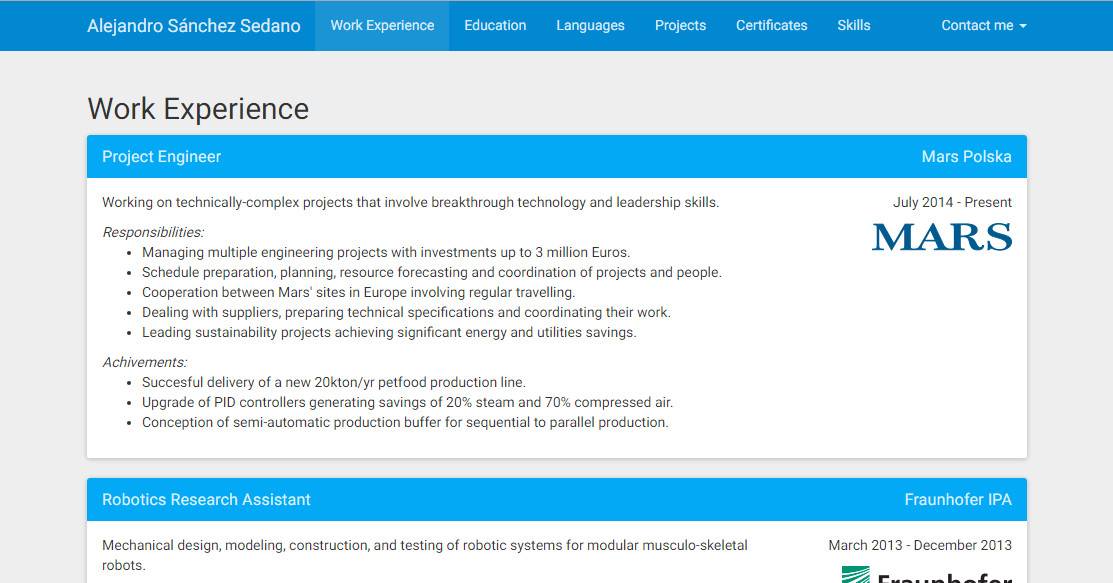 Alejandro Sánchez Sedano Work Experience Education Languages Projects Certificates Skills Contact me
Work Experience
Project Engineer Mars Polska
Working on technically-complex projects that involve breakthrough technology and leadership skills. July 2014 - Present
MARS
Responsibilities:
• Managing multiple engineering projects with investments up to 3 million Euros.
• Schedule preparation, planning, resource forecasting and coordination of projects and people.
• Cooperation between Mars' sites in Europe involving regular travelling.
• Dealing with suppliers, preparing technical specifications and coordinating their work.
• Leading sustainability projects achieving significant energy and utilities savings.
Achivements:
• Succesful delivery of a new 20kton/yr petfood production line.
• Upgrade of PID controllers generating savings of 20% steam and 70% compressed air.
• Conception of semi-automatic production buffer for sequential to parallel production.
Robotics Research Assistant Fraunhofer IPA
Mechanical design, modeling, construction, and testing of robotic systems for modular musculo-skeletal March 2013 - December 2013
robots.
Fraunhofer